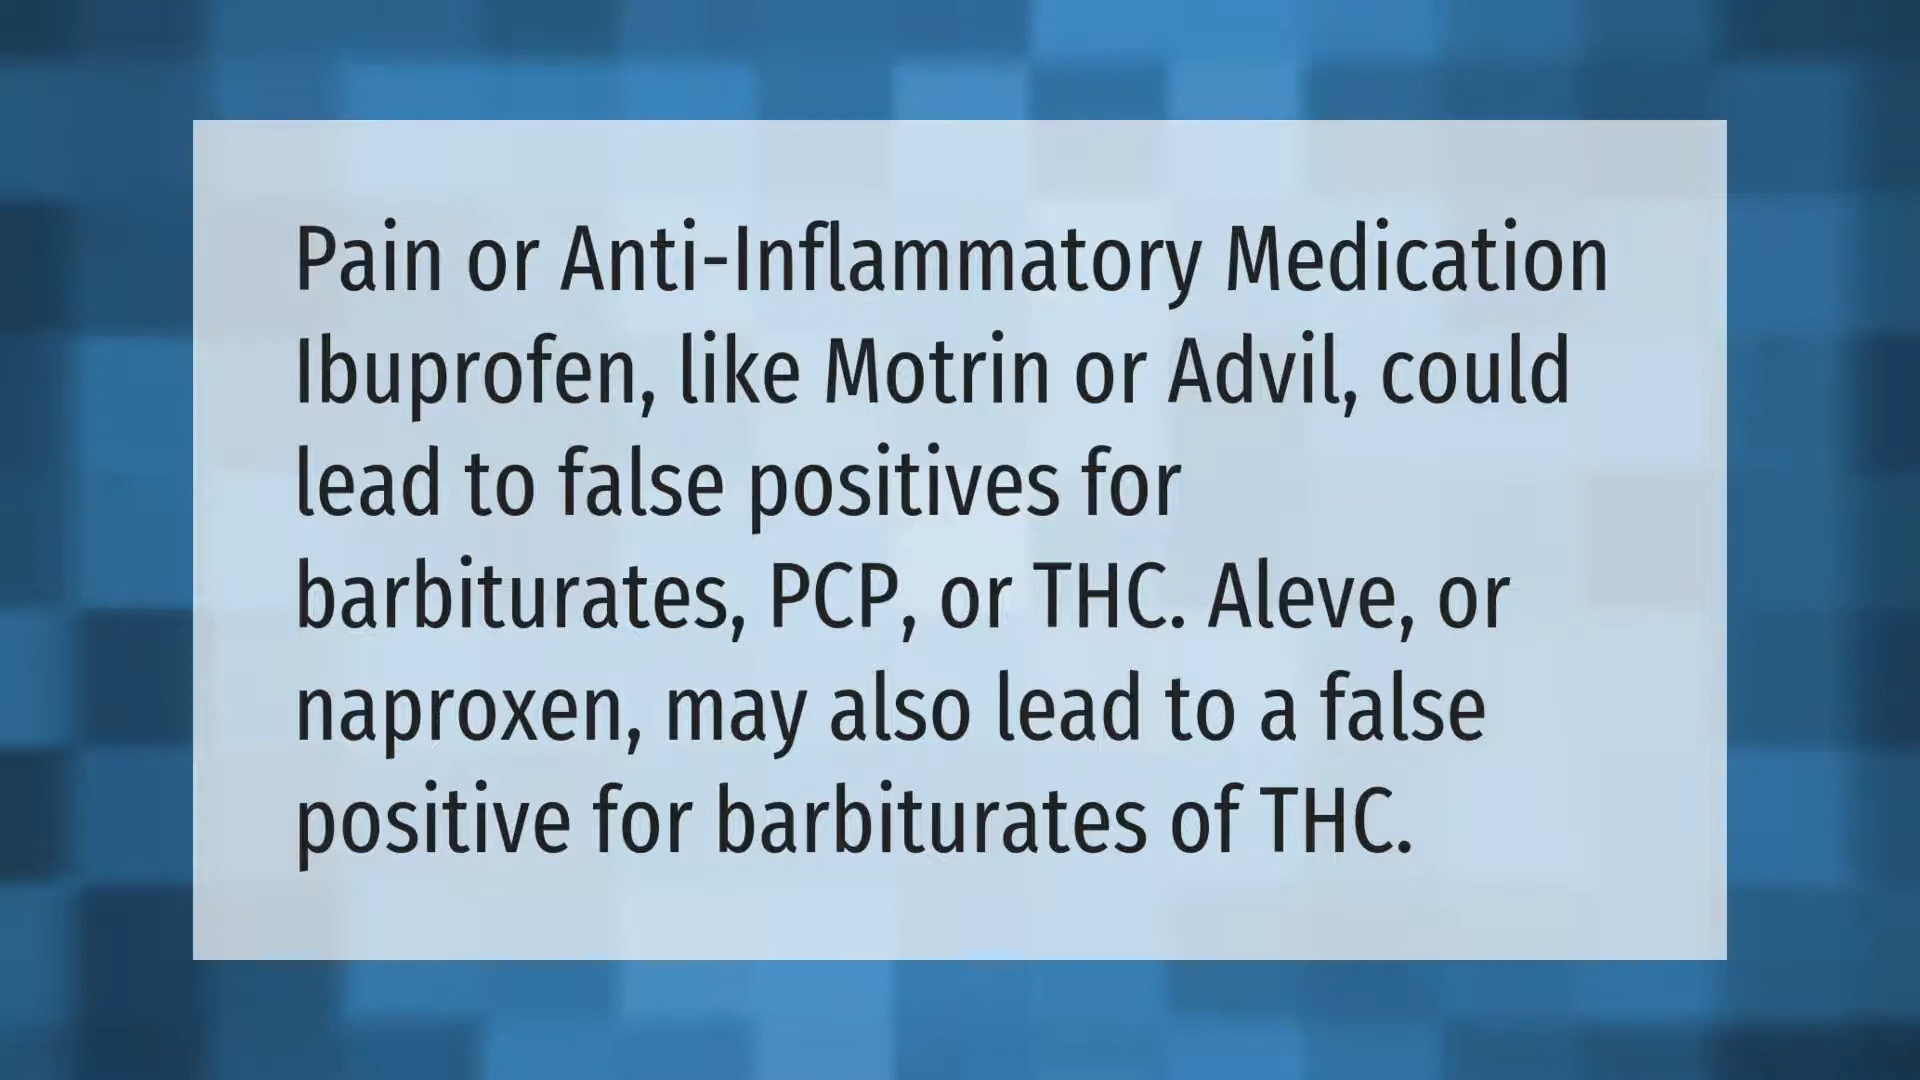 Pain or Anti-Inflammatory Medication
Ibuprofen, like Motrin or Advil, could
lead to false positives for
barbiturates, PCP, or THC. Aleve, or
naproxen, may also lead to a false
positive for barbiturates of THC.